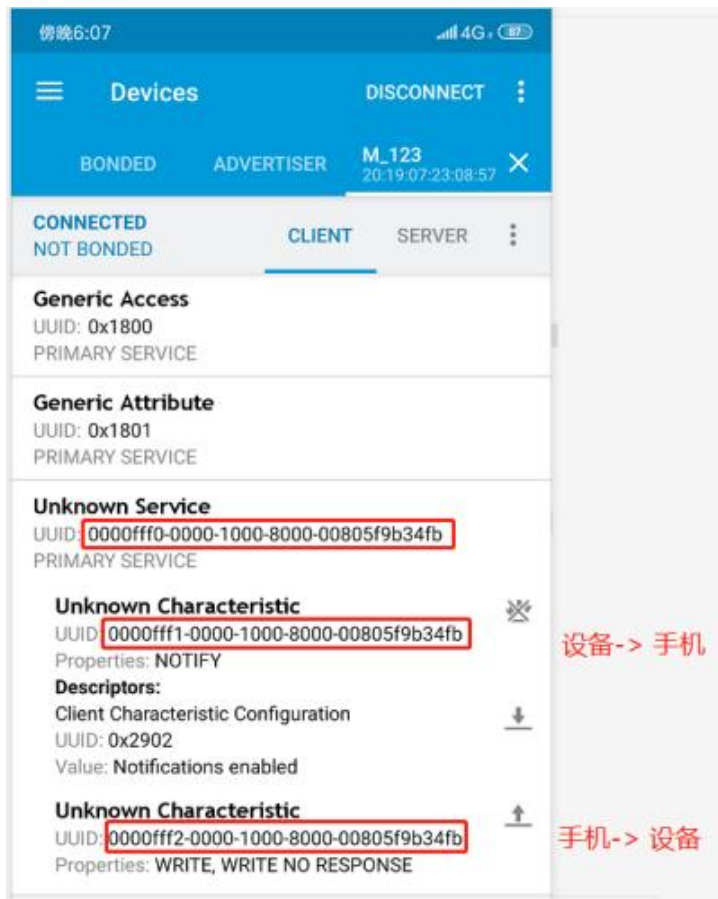 傍晚6:07 4G 87
Devices DISCONNECT
BONDED ADVERTISER M_123
20:19:07:23:08:57
CONNECTED CLIENT SERVER
NOT BONDED
Generic Access
UUID: 0x1800
PRIMARY SERVICE
Generic Attribute
UUID: 0x1801
PRIMARY SERVICE
Unknown Service
UUID: 0000fff0-0000-1000-8000-00805f9b34fb
PRIMARY SERVICE
Unknown Characteristic
UUID: 0000fff1-0000-1000-8000-00805f9b34fb
设备-> 手机
Properties: NOTIFY
Descriptors:
Client Characteristic Configuration
UUID: 0x2902
Value: Notifications enabled
Unknown Characteristic
UUID: 0000fff2-0000-1000-8000-00805f9b34fb
手机-> 设备
Properties: WRITE, WRITE NO RESPONSE